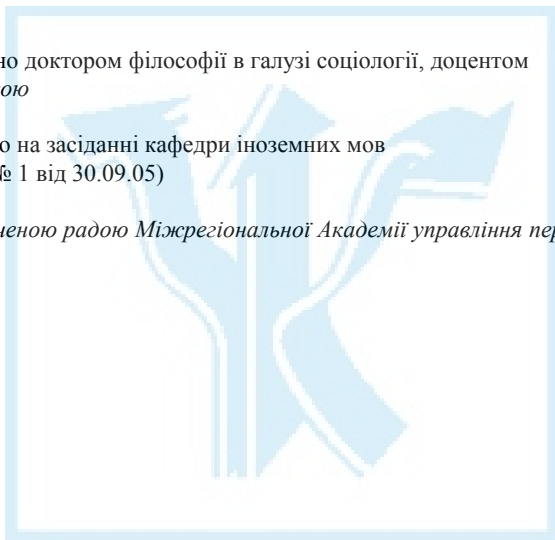 но доктором філософії в галузі соціології, доцентом
ою
о на засіданні кафедри іноземних мов
№ 1 від 30.09.05)
ченою радою Міжрегіональної Академії управління пер